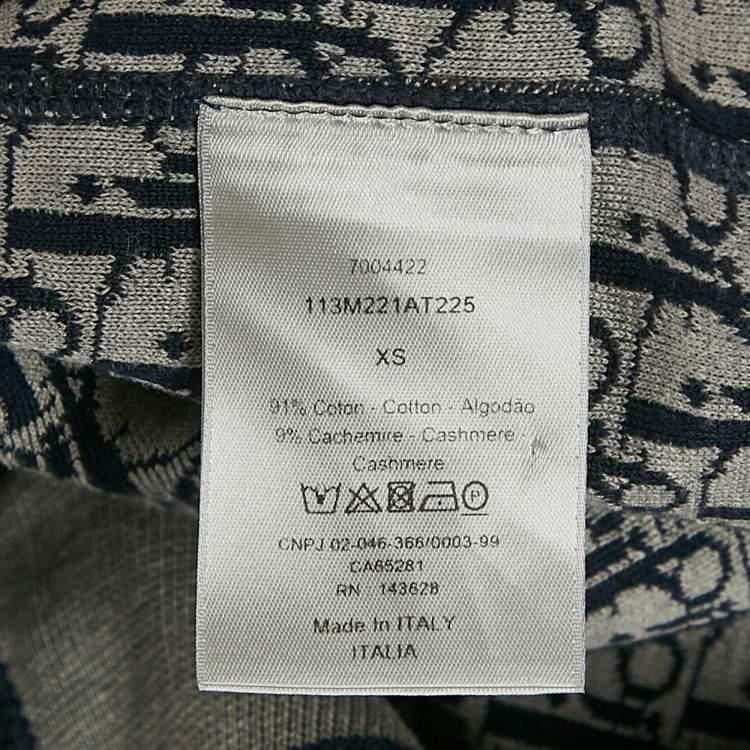 7004422
113M221AT225
XS
91% Coton - Cotton - Algodão
9% Cachemire - Cashmere -
Cashmere
CNPJ 02-046-366/0003-99
CA65281
RN 143628
Made In ITALY
ITALIA